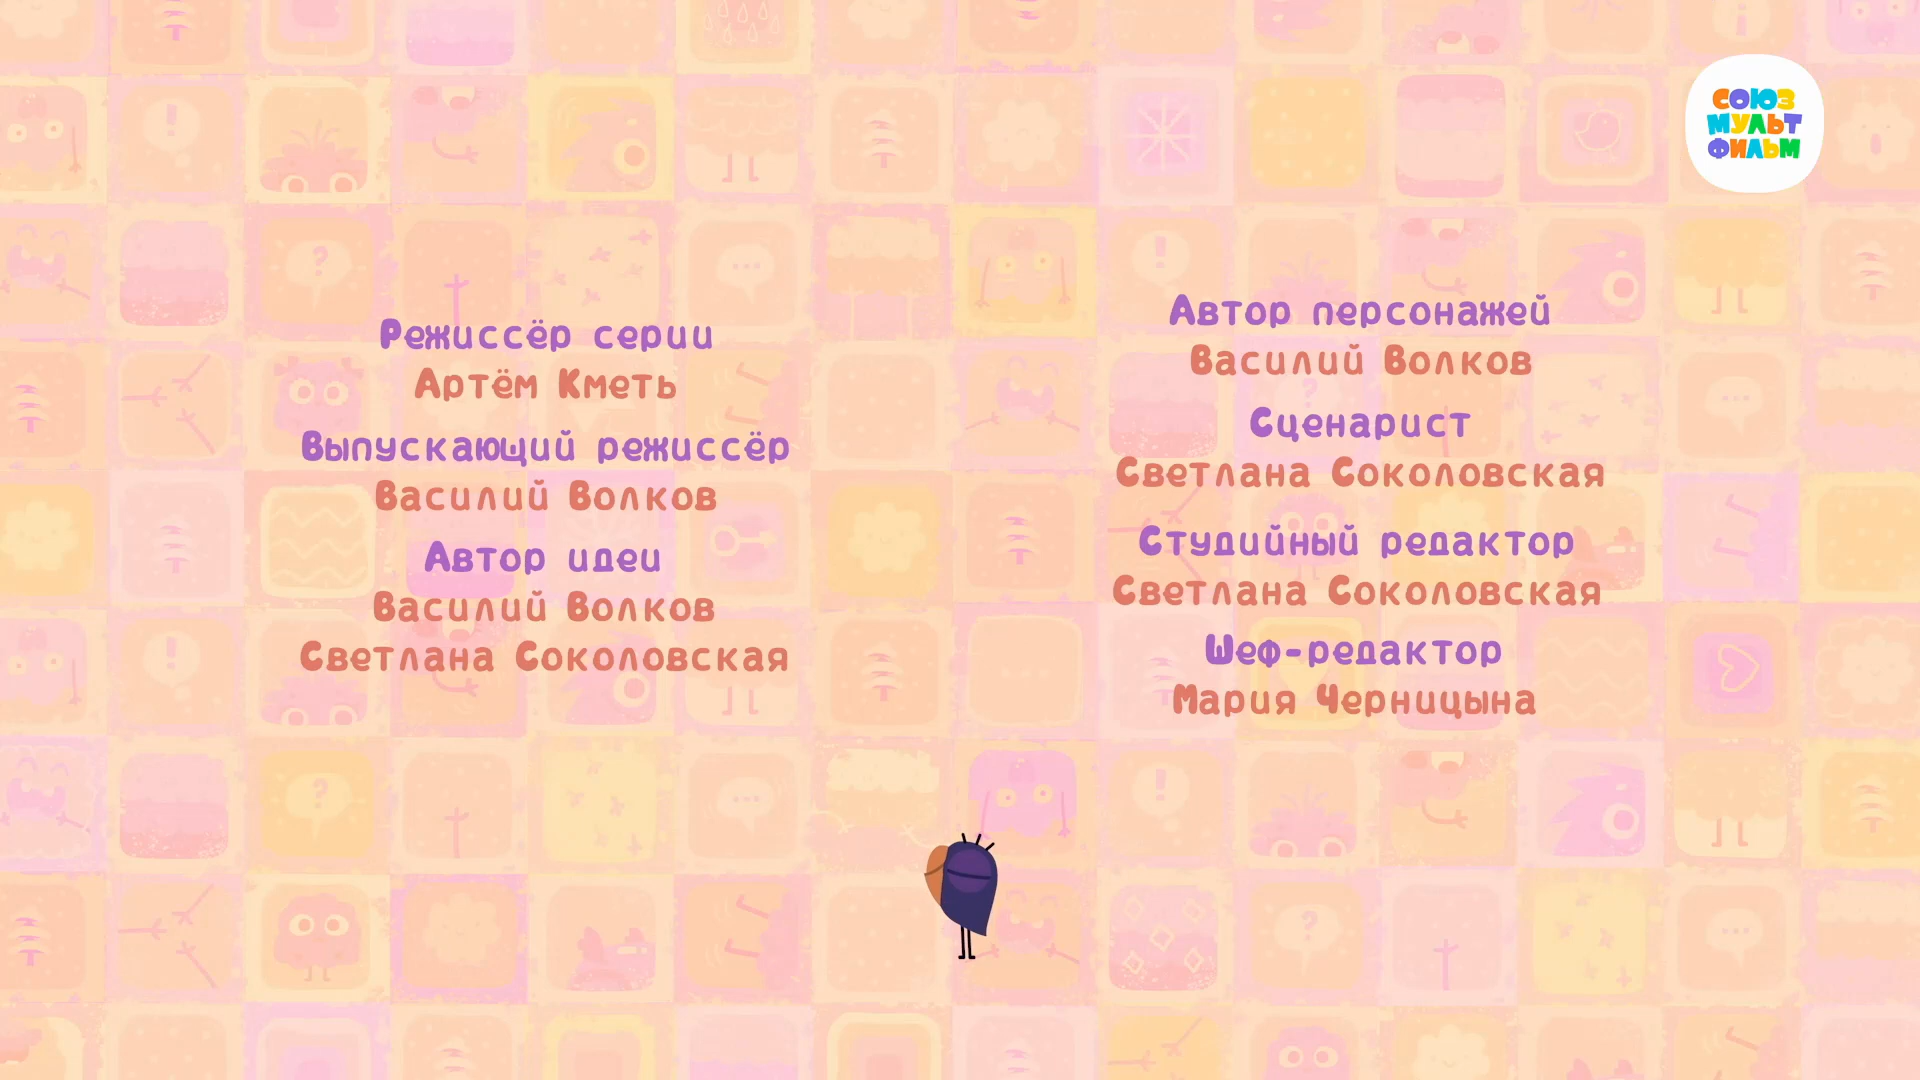 СОЮЗ
МУЛЬТ
ФИЛЬМ
Режиссёр серии
Артём Кметь
Выпускающий режиссёр
Василий Волков
Автор идеи
Василий Волков
Светлана Соколовская
Автор персонажей
Василий Волков
Сценарист
Светлана Соколовская
Студийный редактор
Светлана Соколовская
Шеф-редактор
Мария Черницына